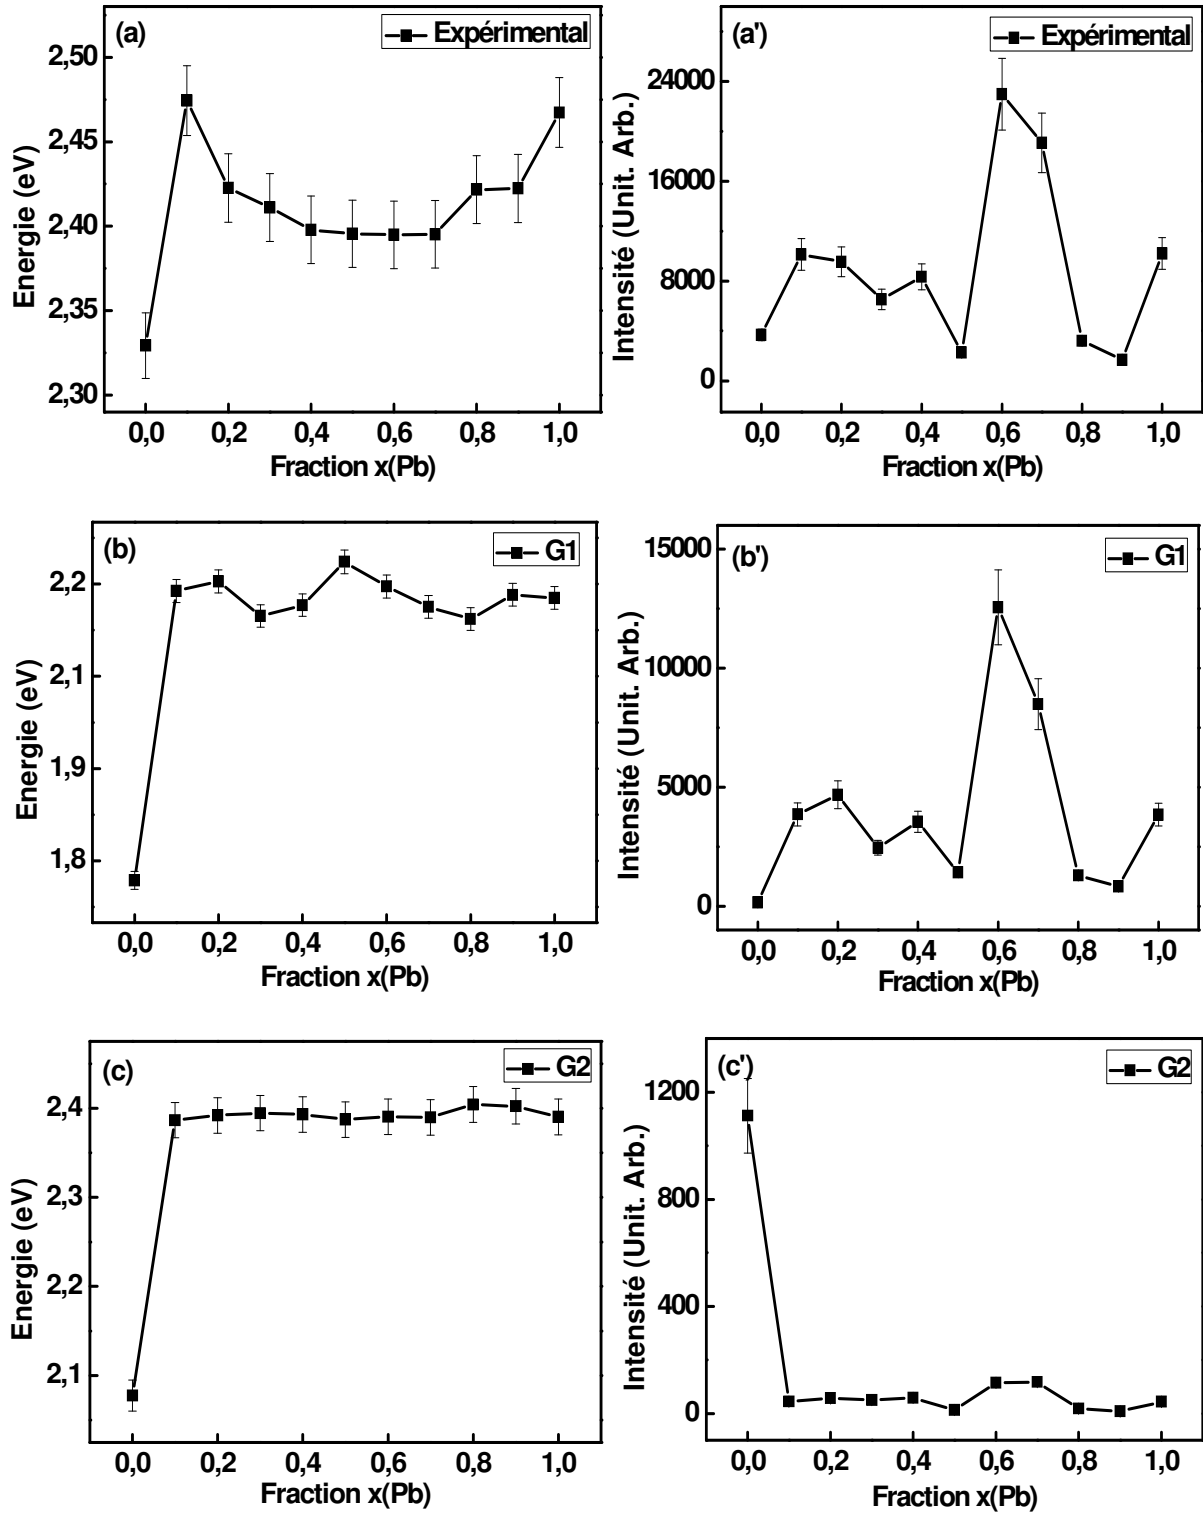 (a)
Expérimental
2,50
2,45
2,40
2,35
2,30
Energie (eV)
0,0 0,2 0,4 0,6 0,8 1,0
Fraction x(Pb)
(a')
Expérimental
24000
16000
8000
0
Intensité (Unit. Arb.)
0,0 0,2 0,4 0,6 0,8 1,0
Fraction x(Pb)
(b)
G1
2,2
2,1
1,9
1,8
Energie (eV)
0,0 0,2 0,4 0,6 0,8 1,0
Fraction x(Pb)
(b')
G1
15000
10000
5000
0
Intensité (Unit. Arb.)
0,0 0,2 0,4 0,6 0,8 1,0
Fraction x(Pb)
(c)
G2
2,4
2,3
2,2
2,1
Energie (eV)
0,0 0,2 0,4 0,6 0,8 1,0
Fraction x(Pb)
(c')
G2
1200
800
400
0
Intensité (Unit. Arb.)
0,0 0,2 0,4 0,6 0,8 1,0
Fraction x(Pb)